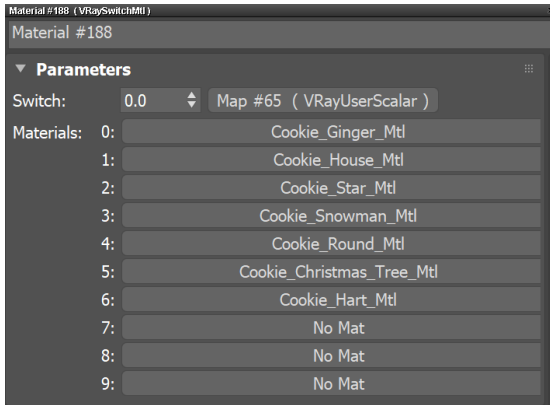 Material #188 ( VRaySwitchMtl )
Material #188
Parameters
Switch: 0.0 Map #65 ( VRayUserScalar )
Materials: 0: Cookie_Ginger_Mtl
1: Cookie_House_Mtl
2: Cookie_Star_Mtl
3: Cookie_Snowman_Mtl
4: Cookie_Round_Mtl
5: Cookie_Christmas_Tree_Mtl
6: Cookie_Hart_Mtl
7: No Mat
8: No Mat
9: No Mat